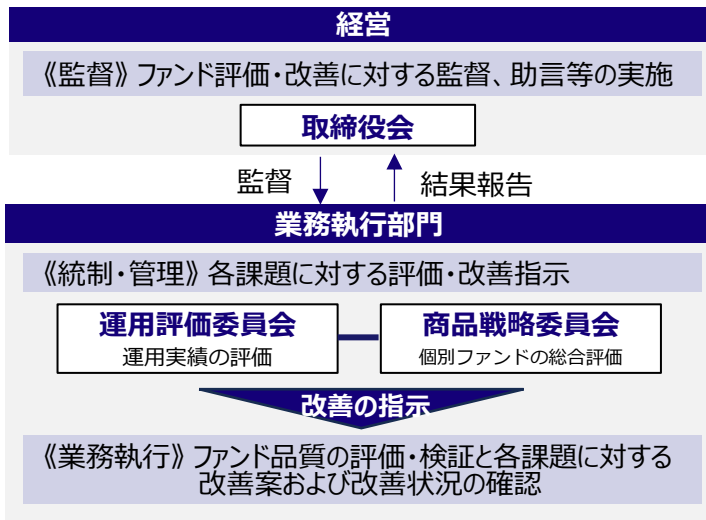 経営
《監督》 ファンド評価・改善に対する監督、助言等の実施
取締役会
監督
結果報告
業務執行部門
《統制・管理》 各課題に対する評価・改善指示
運用評価委員会
運用実績の評価
商品戦略委員会
個別ファンドの総合評価
改善の指示
《業務執行》 ファンド品質の評価・検証と各課題に対する
改善案および改善状況の確認